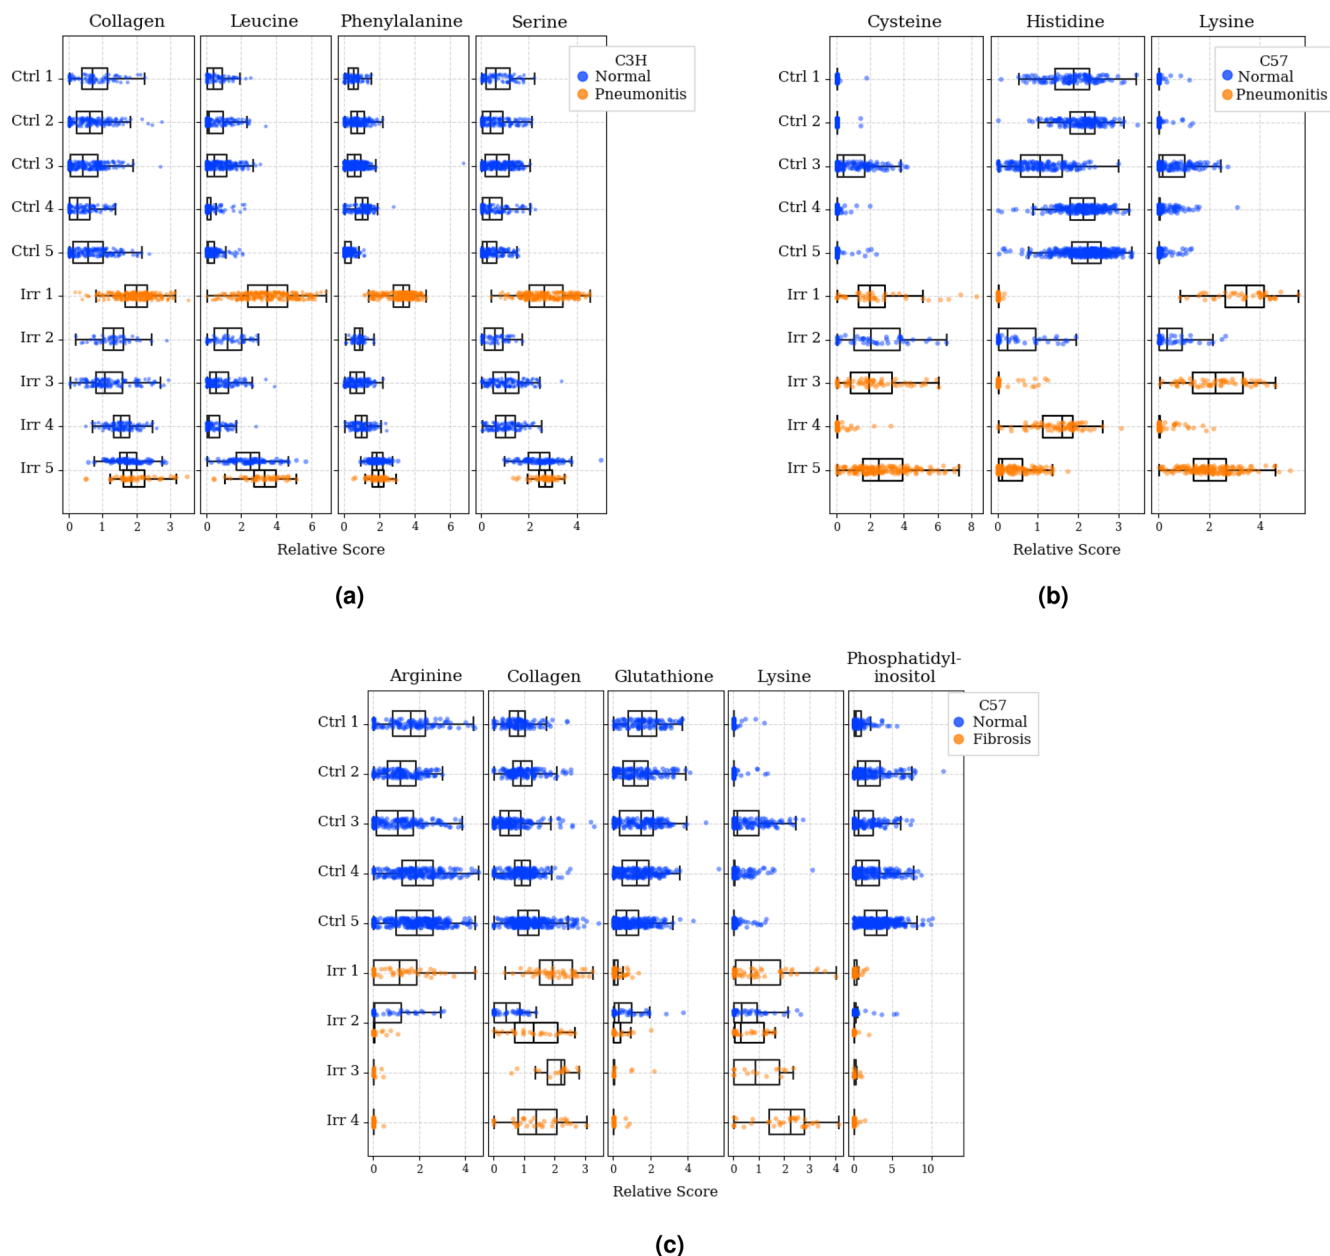 Collagen Leucine Phenylalanine Serine
C3H
Normal
Pneumonitis
Ctrl 1
Ctrl 2
Ctrl 3
Ctrl 4
Ctrl 5
Irr 1
Irr 2
Irr 3
Irr 4
Irr 5
0 1 2 3 0 2 4 6 0 2 4 6 0 2 4
Relative Score
(a)
Cysteine Histidine Lysine
C57
Normal
Pneumonitis
Ctrl 1
Ctrl 2
Ctrl 3
Ctrl 4
Ctrl 5
Irr 1
Irr 2
Irr 3
Irr 4
Irr 5
0 2 4 6 8 0 1 2 3 0 2 4
Relative Score
(b)
Arginine Collagen Glutathione Lysine Phosphatidyl-
inositol
C57
Normal
Fibrosis
Ctrl 1
Ctrl 2
Ctrl 3
Ctrl 4
Ctrl 5
Irr 1
Irr 2
Irr 3
Irr 4
0 2 4 0 1 2 3 0 2 4 0 1 2 3 4 0 5 10
Relative Score
(c)